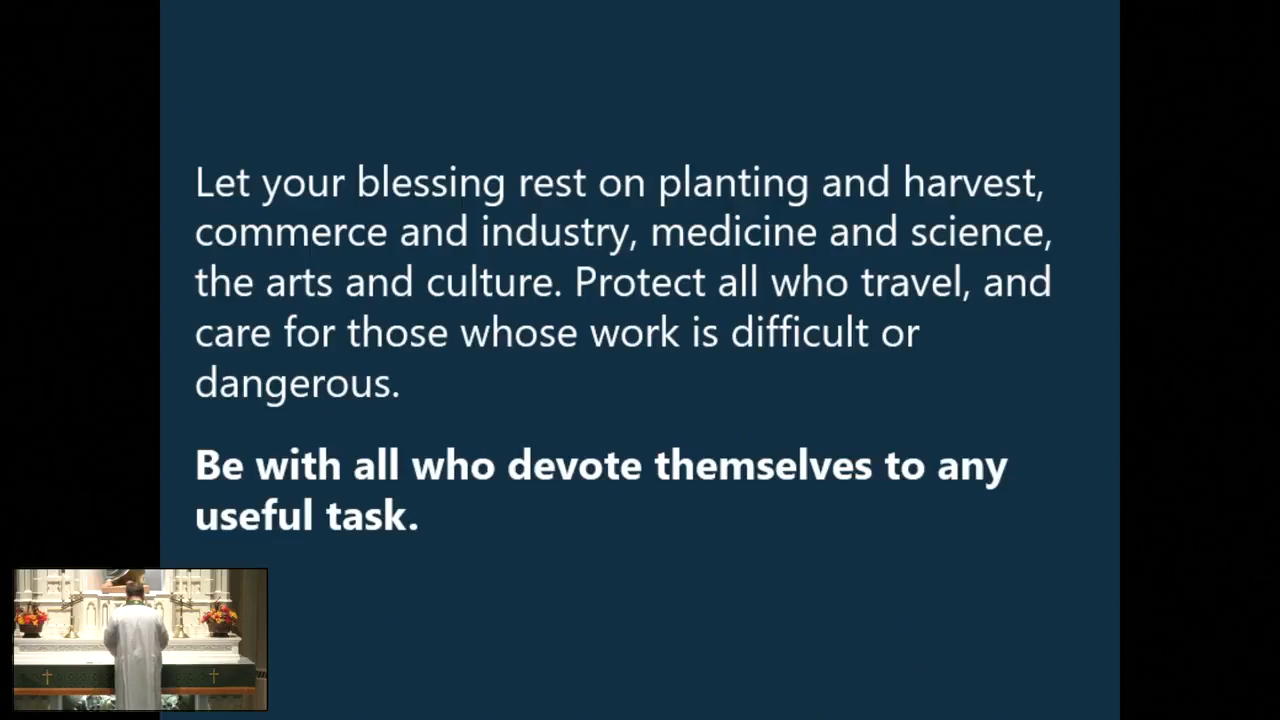 Let your blessing rest on planting and harvest,
commerce and industry, medicine and science,
the arts and culture. Protect all who travel, and
care for those whose work is difficult or
dangerous.
Be with all who devote themselves to any
useful task.